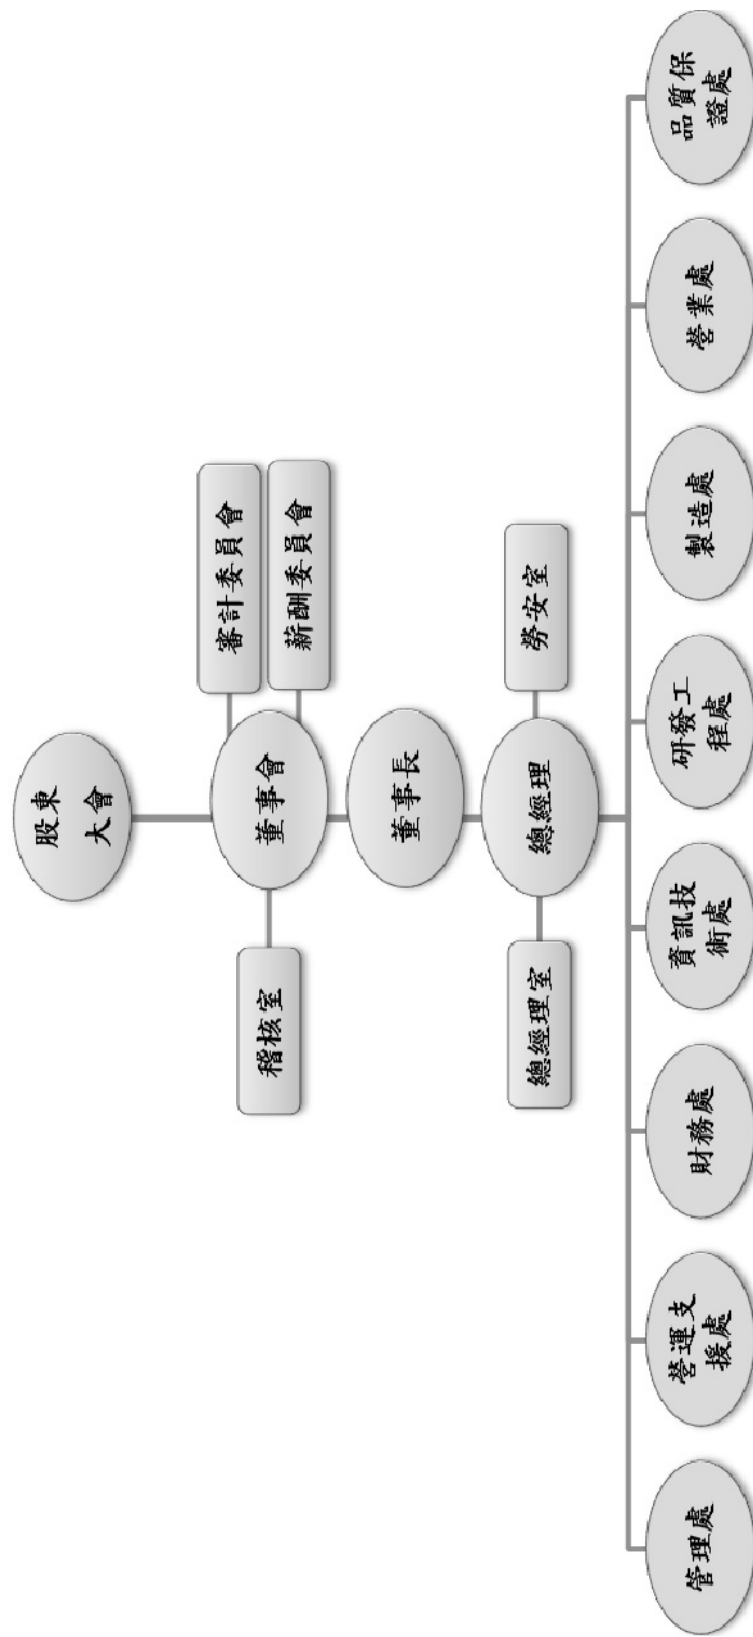 股東
大會
董事會
審計委員會
薪酬委員會
稽核室
董事長
總經理
總經理室
勞安室
管理處
營運支
援處
財務處
資訊技
術處
研發工
程處
製造處
營業處
品質保
證處